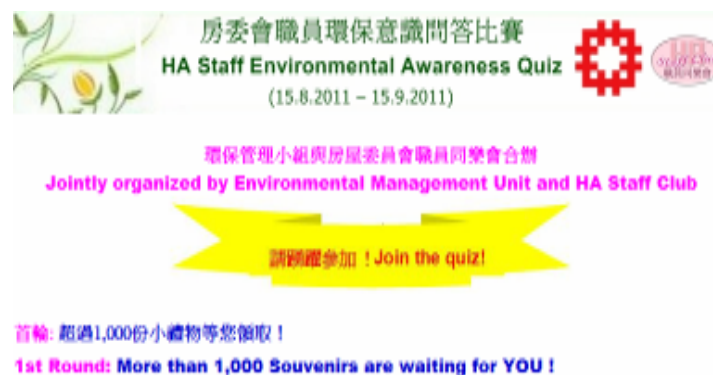 房委會職員環保意識問答比賽
HA Staff Environmental Awareness Quiz
(15.8.2011 – 15.9.2011)
環保管理小組與房屋委員會職員同樂會合辦
Jointly organized by Environmental Management Unit and HA Staff Club
請踴躍參加！Join the quiz!
首輪: 超過1,000份小禮物等您領取！
1st Round: More than 1,000 Souvenirs are waiting for YOU !